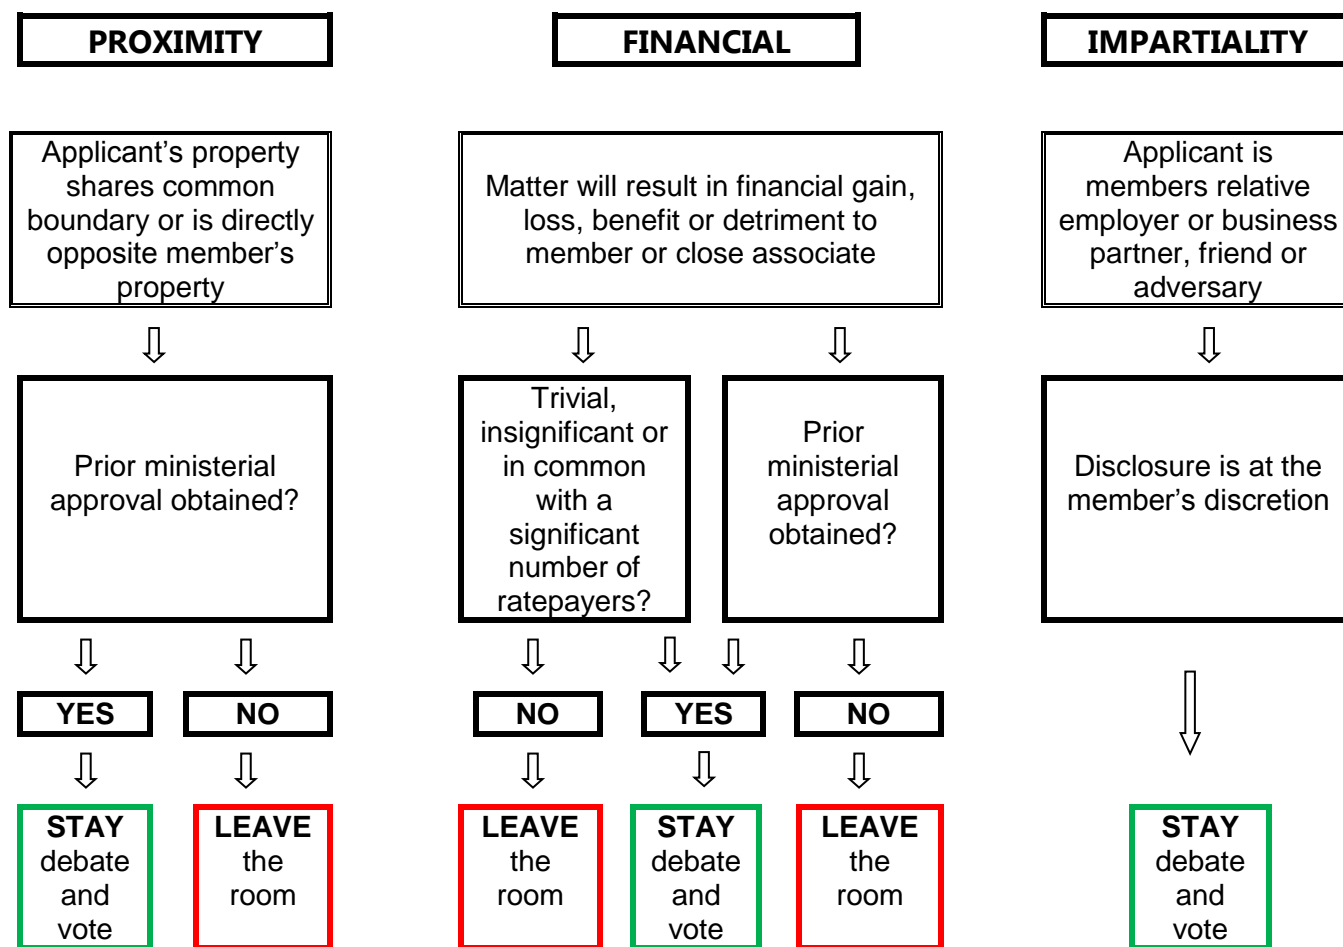 PROXIMITY
FINANCIAL
IMPARTIALITY
Applicant's property
shares common
boundary or is directly
opposite member's
property
Matter will result in financial gain,
loss, benefit or detriment to
member or close associate
Applicant is
members relative
employer or business
partner, friend or
adversary
Prior ministerial
approval obtained?
Trivial,
insignificant or
in common
with a
significant
number of
ratepayers?
Prior
ministerial
approval
obtained?
Disclosure is at the
member's discretion
YES
NO
NO
YES
NO
STAY
debate
and
vote
LEAVE
the
room
LEAVE
the
room
STAY
debate
and
vote
LEAVE
the
room
STAY
debate
and
vote